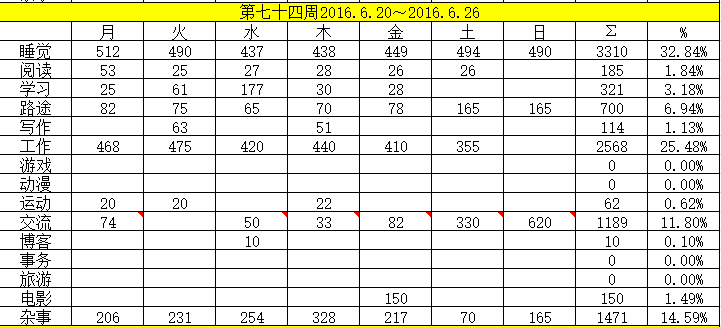 第七十四周2016.6.20～2016.6.26
月 火 水 木 金 土 日 Σ %
睡觉 512 490 437 438 449 494 490 3310 32.84%
阅读 53 25 27 28 26 26 185 1.84%
学习 25 61 177 30 28 321 3.18%
路途 82 75 65 70 78 165 165 700 6.94%
写作 63 51 114 1.13%
工作 468 475 420 440 410 355 2568 25.48%
游戏 0 0.00%
动漫 0 0.00%
运动 20 20 22 62 0.62%
交流 74 50 33 82 330 620 1189 11.80%
博客 10 10 0.10%
事务 0 0.00%
旅游 0 0.00%
电影 150 150 1.49%
杂事 206 231 254 328 217 70 165 1471 14.59%